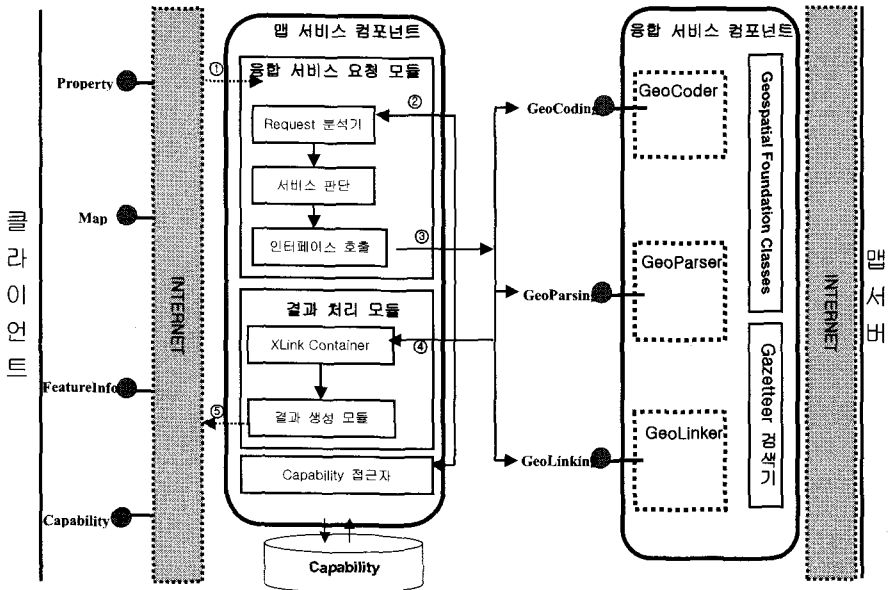 클라이언트
Property
Map
FeatureInfo
Capability
INTERNET
맵 서비스 컴포넌트
①
융합 서비스 요청 모듈
②
Request 분석기
서비스 판단
인터페이스 호출
③
결과 처리 모듈
XLink Container
④
⑤
결과 생성 모듈
Capability 접근자
Capability
GeoCoding
GeoParsing
GeoLinking
융합 서비스 컴포넌트
GeoCoder
GeoParser
GeoLinker
Geospatial Foundation Classes
Gazetteer 검색기
INTERNET
맵서버